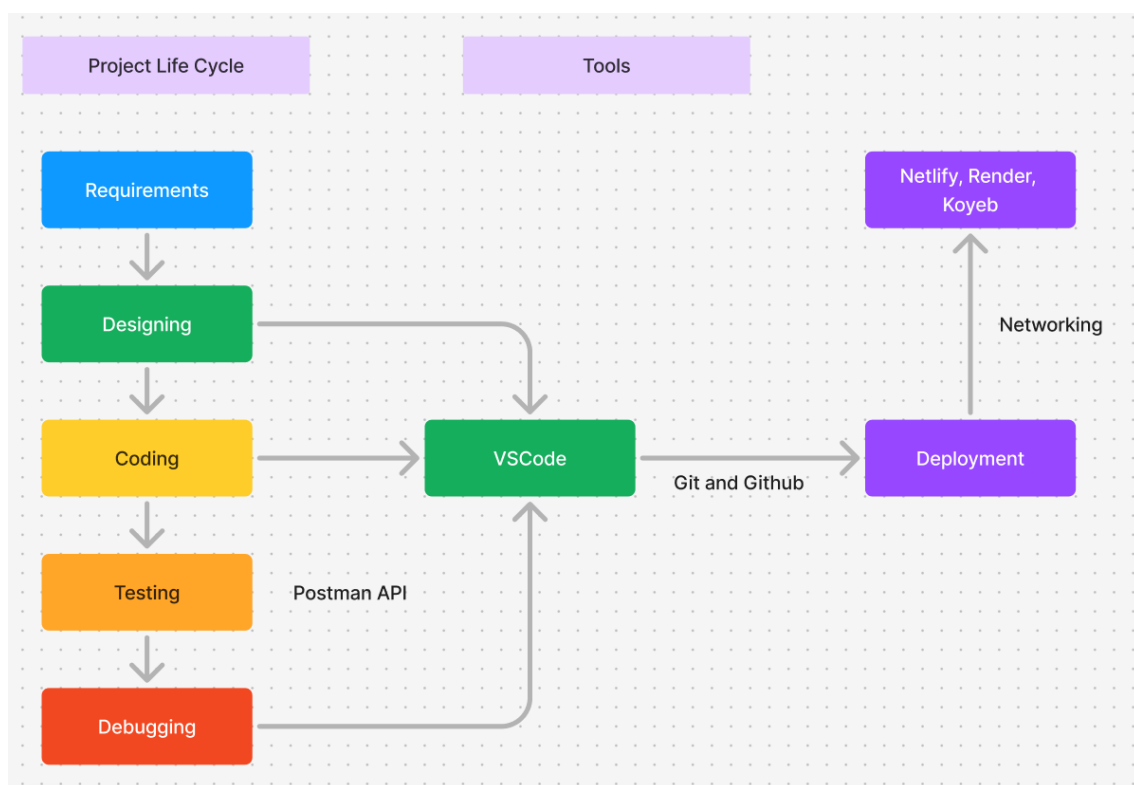 Project Life Cycle
Tools
Requirements
Netlify, Render,
Koyeb
Designing
Networking
Coding
VSCode
Git and Github
Deployment
Testing
Postman API
Debugging